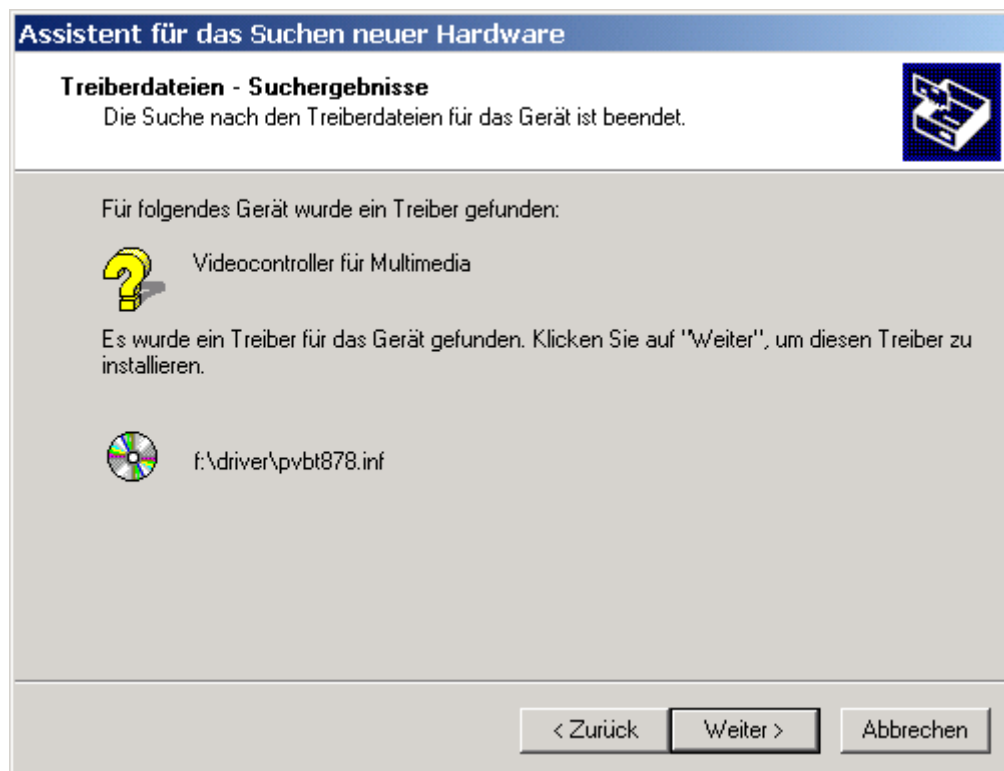 Assistent für das Suchen neuer Hardware
Treiberdateien - Suchergebnisse
Die Suche nach den Treiberdateien für das Gerät ist beendet.
Für folgendes Gerät wurde ein Treiber gefunden:
Videocontroller für Multimedia
Es wurde ein Treiber für das Gerät gefunden. Klicken Sie auf "Weiter", um diesen Treiber zu
installieren.
f:\driver\pvbt878.inf
< Zurück
Weiter >
Abbrechen